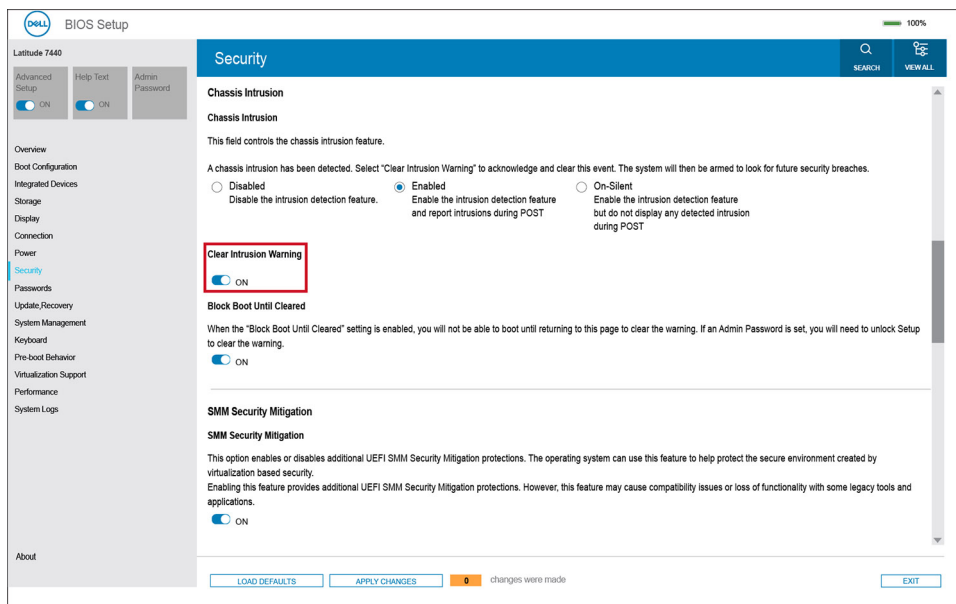 DELL BIOS Setup
100%
Latitude 7440
Advanced Setup
ON
Help Text
ON
Admin Password
Overview
Boot Configuration
Integrated Devices
Storage
Display
Connection
Power
Security
Passwords
Update,Recovery
System Management
Keyboard
Pre-boot Behavior
Virtualization Support
Performance
System Logs
About
Security
SEARCH
VIEW ALL
Chassis Intrusion
Chassis Intrusion
This field controls the chassis intrusion feature.
A chassis intrusion has been detected. Select "Clear Intrusion Warning" to acknowledge and clear this event. The system will then be armed to look for future security breaches.
Disabled
Disable the intrusion detection feature.
Enabled
Enable the intrusion detection feature
and report intrusions during POST
On-Silent
Enable the intrusion detection feature
but do not display any detected intrusion
during POST
Clear Intrusion Warning
ON
Block Boot Until Cleared
When the "Block Boot Until Cleared" setting is enabled, you will not be able to boot until returning to this page to clear the warning. If an Admin Password is set, you will need to unlock Setup
to clear the warning.
ON
SMM Security Mitigation
SMM Security Mitigation
This option enables or disables additional UEFI SMM Security Mitigation protections. The operating system can use this feature to help protect the secure environment created by
virtualization based security.
Enabling this feature provides additional UEFI SMM Security Mitigation protections. However, this feature may cause compatibility issues or loss of functionality with some legacy tools and
applications.
ON
LOAD DEFAULTS
APPLY CHANGES
0 changes were made
EXIT